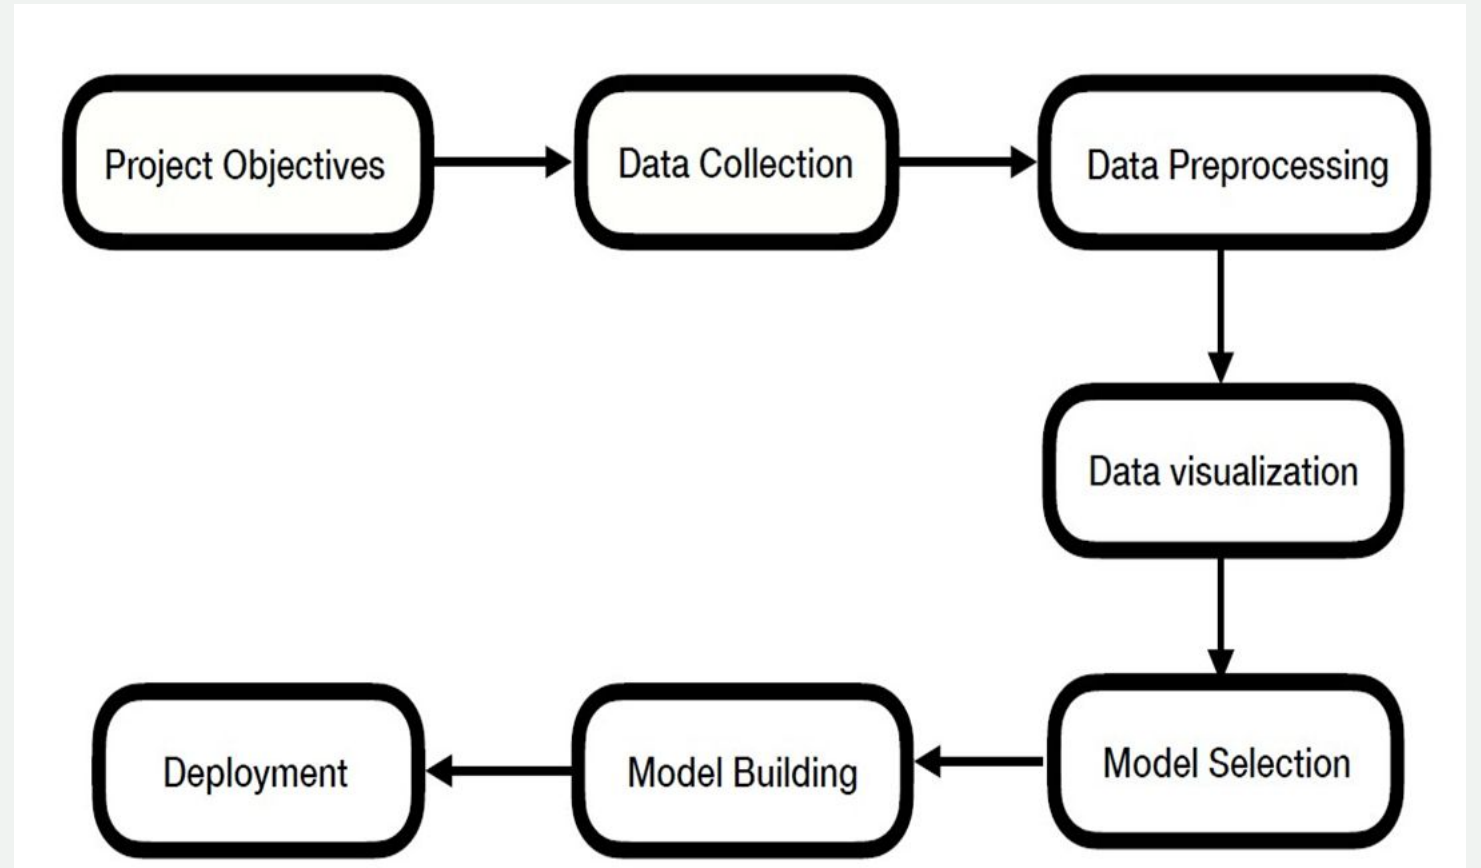 Project Objectives
Data Collection
Data Preprocessing
Data visualization
Model Selection
Model Building
Deployment